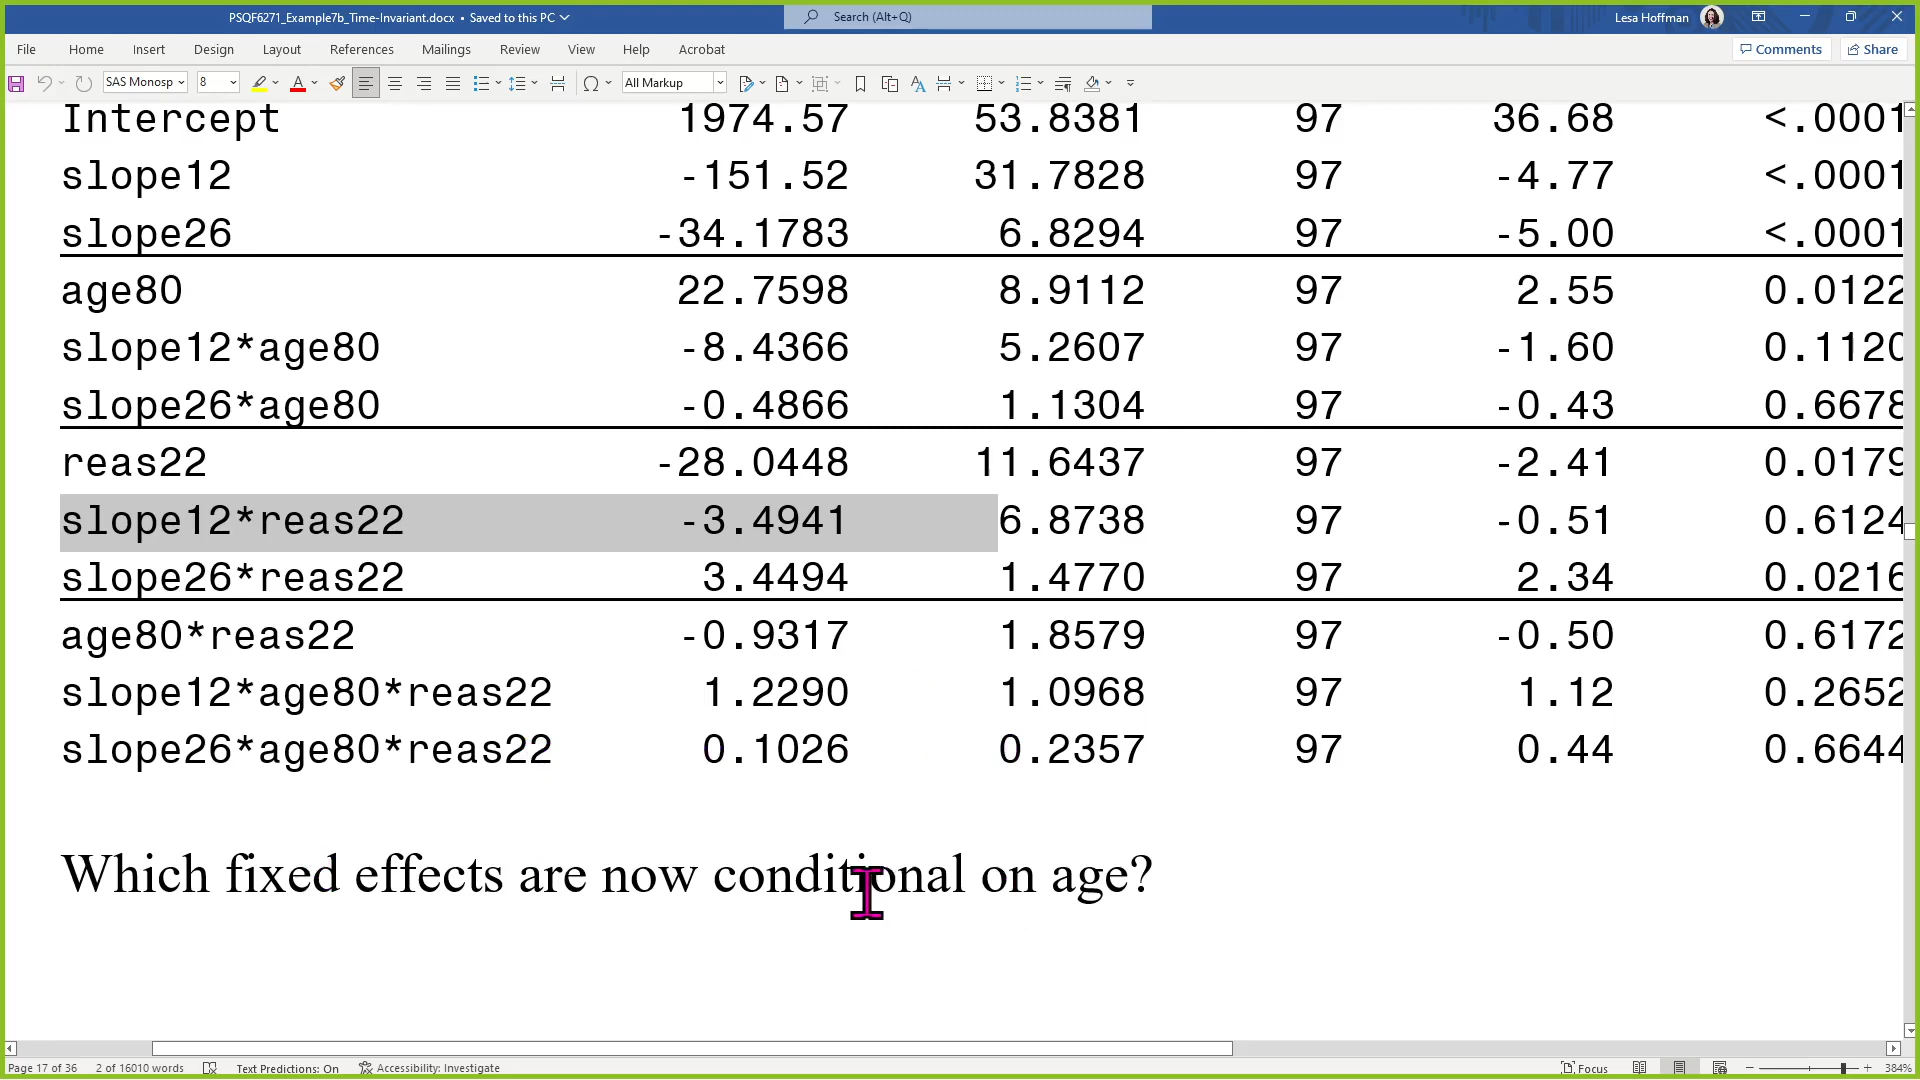 PSQF6271_Example7b_Time-Invariant.docx • Saved to this PC
Search (Alt+Q)
Lesa Hoffman
File Home Insert Design Layout References Mailings Review View Help Acrobat
Comments Share
SAS Monosp 8 All Markup
Intercept 1974.57 53.8381 97 36.68 <.0001
slope12 -151.52 31.7828 97 -4.77 <.0001
slope26 -34.1783 6.8294 97 -5.00 <.0001
age80 22.7598 8.9112 97 2.55 0.0122
slope12*age80 -8.4366 5.2607 97 -1.60 0.1120
slope26*age80 -0.4866 1.1304 97 -0.43 0.6678
reas22 -28.0448 11.6437 97 -2.41 0.0179
slope12*reas22 -3.4941 6.8738 97 -0.51 0.6124
slope26*reas22 3.4494 1.4770 97 2.34 0.0216
age80*reas22 -0.9317 1.8579 97 -0.50 0.6172
slope12*age80*reas22 1.2290 1.0968 97 1.12 0.2652
slope26*age80*reas22 0.1026 0.2357 97 0.44 0.6644
Which fixed effects are now conditional on age?
Page 17 of 36 2 of 16010 words Text Predictions: On Accessibility: Investigate Focus 384%